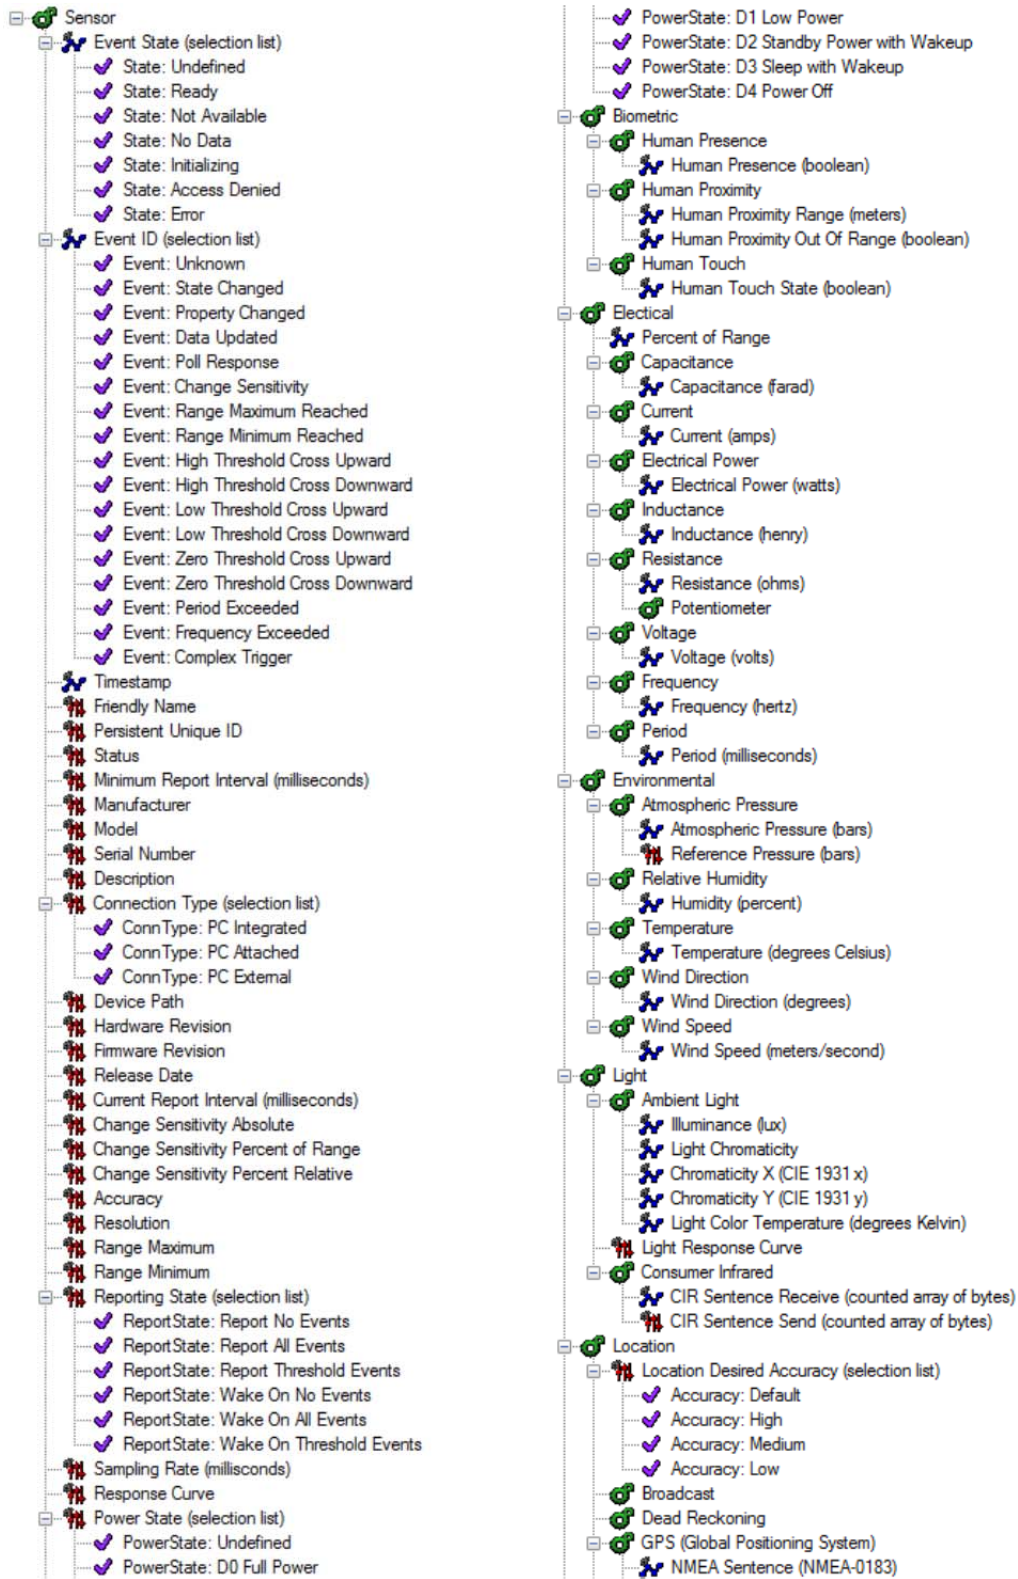 Sensor
Event State (selection list)
State: Undefined
State: Ready
State: Not Available
State: No Data
State: Initializing
State: Access Denied
State: Error
Event ID (selection list)
Event: Unknown
Event: State Changed
Event: Property Changed
Event: Data Updated
Event: Poll Response
Event: Change Sensitivity
Event: Range Maximum Reached
Event: Range Minimum Reached
Event: High Threshold Cross Upward
Event: High Threshold Cross Downward
Event: Low Threshold Cross Upward
Event: Low Threshold Cross Downward
Event: Zero Threshold Cross Upward
Event: Zero Threshold Cross Downward
Event: Period Exceeded
Event: Frequency Exceeded
Event: Complex Trigger
Timestamp
Friendly Name
Persistent Unique ID
Status
Minimum Report Interval (milliseconds)
Manufacturer
Model
Serial Number
Description
Connection Type (selection list)
ConnType: PC Integrated
ConnType: PC Attached
ConnType: PC External
Device Path
Hardware Revision
Firmware Revision
Release Date
Current Report Interval (milliseconds)
Change Sensitivity Absolute
Change Sensitivity Percent of Range
Change Sensitivity Percent Relative
Accuracy
Resolution
Range Maximum
Range Minimum
Reporting State (selection list)
ReportState: Report No Events
ReportState: Report All Events
ReportState: Report Threshold Events
ReportState: Wake On No Events
ReportState: Wake On All Events
ReportState: Wake On Threshold Events
Sampling Rate (millisconds)
Response Curve
Power State (selection list)
PowerState: Undefined
PowerState: D0 Full Power
PowerState: D1 Low Power
PowerState: D2 Standby Power with Wakeup
PowerState: D3 Sleep with Wakeup
PowerState: D4 Power Off
Biometric
Human Presence
Human Presence (boolean)
Human Proximity
Human Proximity Range (meters)
Human Proximity Out Of Range (boolean)
Human Touch
Human Touch State (boolean)
Electical
Percent of Range
Capacitance
Capacitance (farad)
Current
Current (amps)
Electrical Power
Electrical Power (watts)
Inductance
Inductance (henry)
Resistance
Resistance (ohms)
Potentiometer
Voltage
Voltage (volts)
Frequency
Frequency (hertz)
Period
Period (milliseconds)
Environmental
Atmospheric Pressure
Atmospheric Pressure (bars)
Reference Pressure (bars)
Relative Humidity
Humidity (percent)
Temperature
Temperature (degrees Celsius)
Wind Direction
Wind Direction (degrees)
Wind Speed
Wind Speed (meters/second)
Light
Ambient Light
Illuminance (lux)
Light Chromaticity
Chromaticity X (CIE 1931 x)
Chromaticity Y (CIE 1931 y)
Light Color Temperature (degrees Kelvin)
Light Response Curve
Consumer Infrared
CIR Sentence Receive (counted array of bytes)
CIR Sentence Send (counted array of bytes)
Location
Location Desired Accuracy (selection list)
Accuracy: Default
Accuracy: High
Accuracy: Medium
Accuracy: Low
Broadcast
Dead Reckoning
GPS (Global Positioning System)
NMEA Sentence (NMEA-0183)